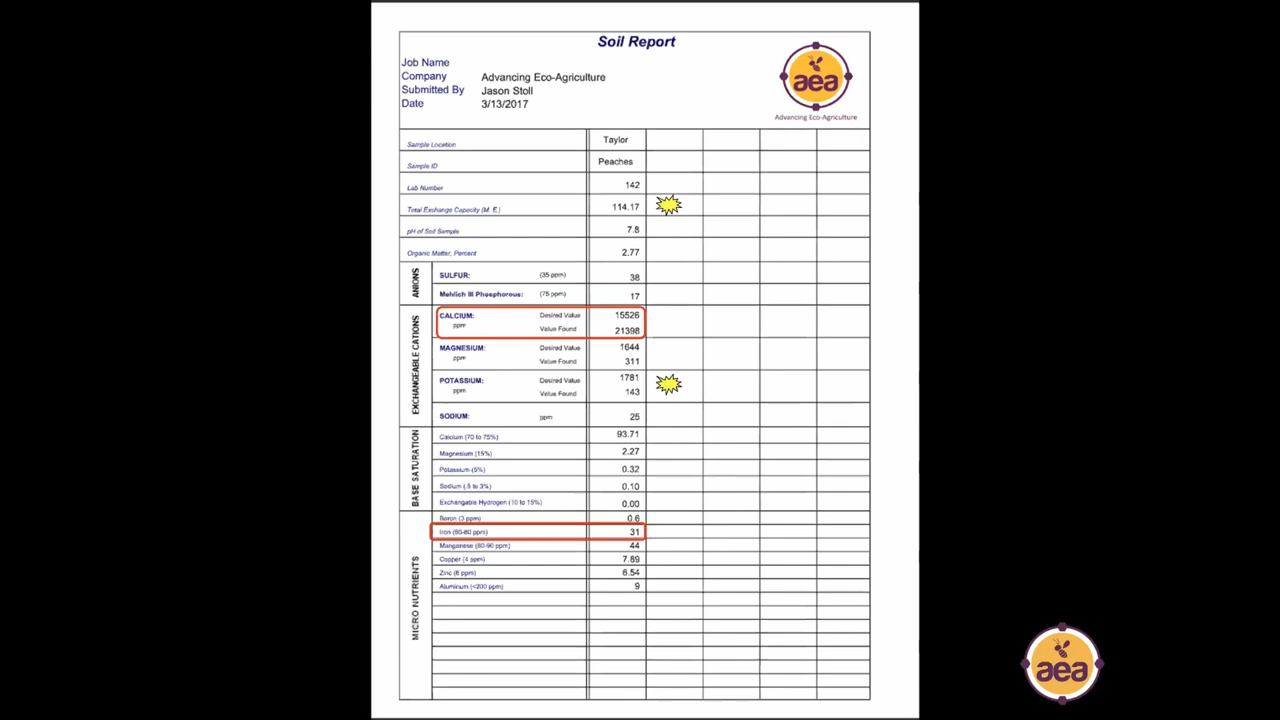 Soil Report
Job Name
Company Advancing Eco-Agriculture
Submitted By Jason Stoll
Date 3/13/2017
aea
Advancing Eco-Agriculture
Sample Location Taylor
Sample ID Peaches
Lab Number 142
Total Exchange Capacity (M. E.) 114.17
pH of Soil Sample 7.8
Organic Matter, Percent 2.77
ANIONS
SULFUR: (35 ppm) 38
Mehlich III Phosphorous: (75 ppm) 17
EXCHANGEABLE CATIONS
CALCIUM: Desired Value 15526
ppm Value Found 21398
MAGNESIUM: Desired Value 1644
ppm Value Found 311
POTASSIUM: Desired Value 1781
ppm Value Found 143
SODIUM: ppm 25
BASE SATURATION
Calcium (70 to 75%) 93.71
Magnesium (15%) 2.27
Potassium (5%) 0.32
Sodium (.5 to 3%) 0.10
Exchangable Hydrogen (10 to 15%) 0.00
MICRO NUTRIENTS
Boron (3 ppm) 0.6
Iron ppm) 31
Manganese ppm) 44
Copper (4 ppm) 7.89
Zinc (8 ppm) 6.54
Aluminum (<200 ppm) 9
aea